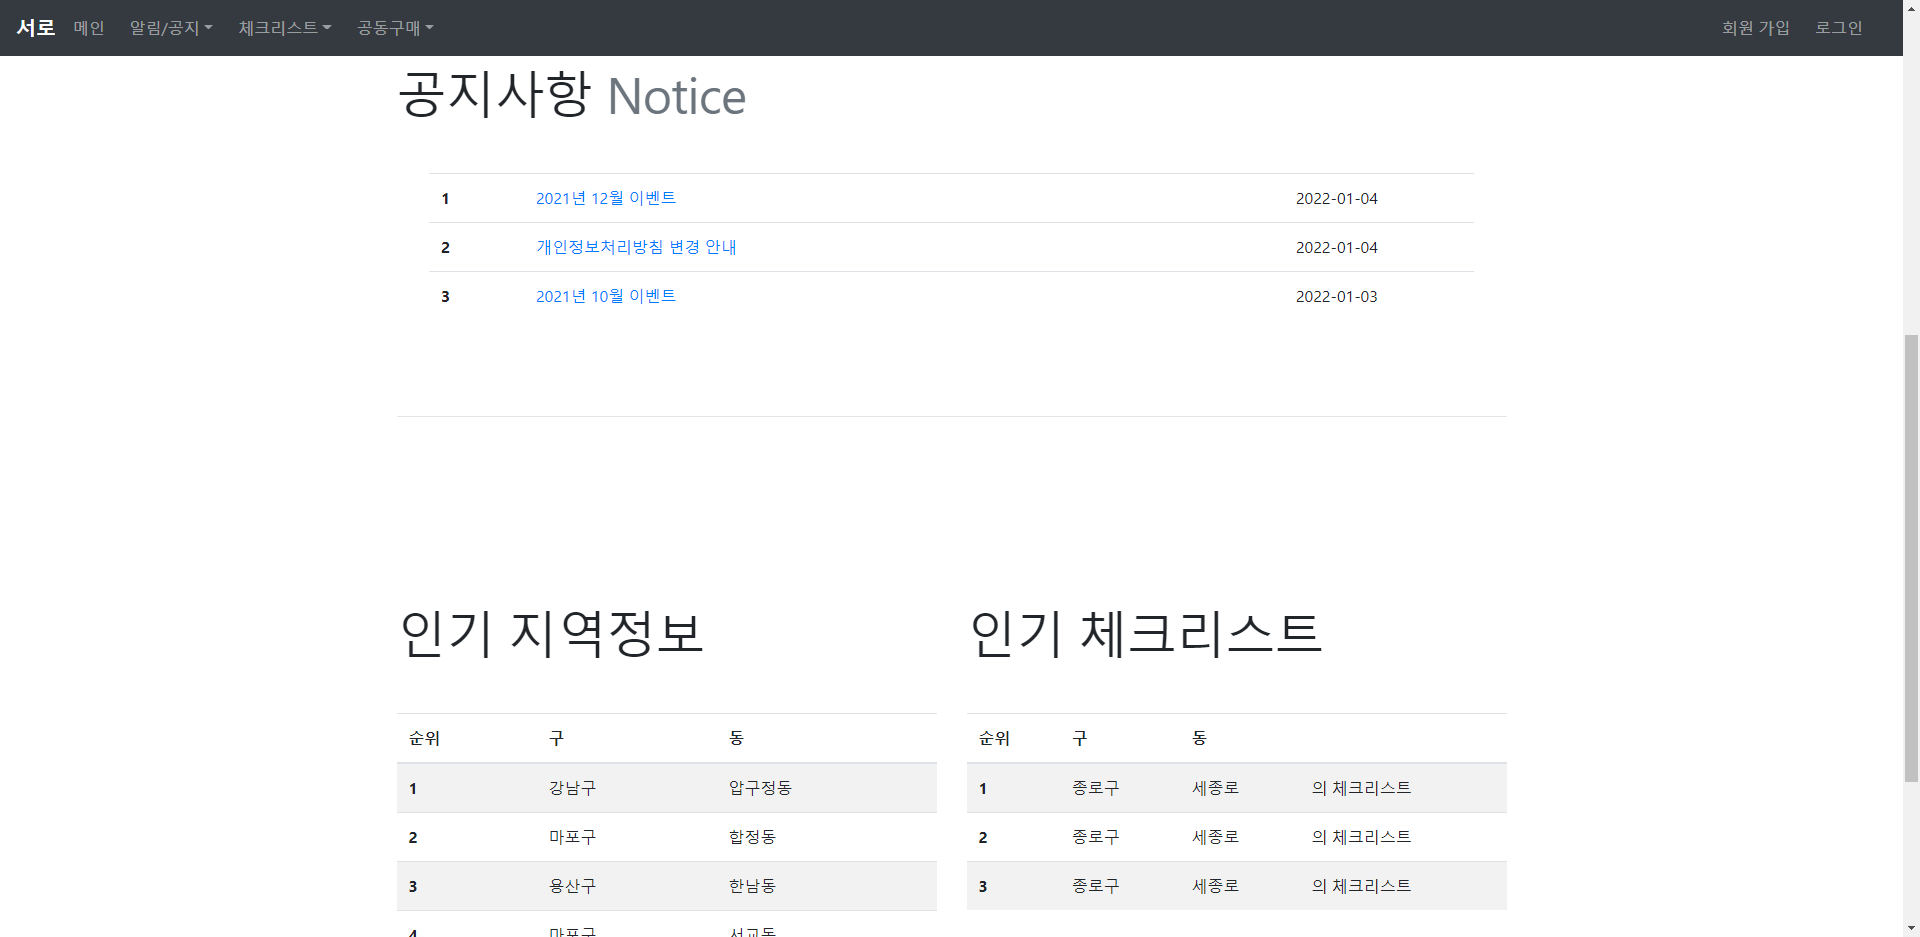 서로 메인 알림/공지 체크리스트 공동구매 회원 가입 로그인
공지사항 Notice
1 2021년 12월 이벤트 2022-01-04
2 개인정보처리방침 변경 안내 2022-01-04
3 2021년 10월 이벤트 2022-01-03
인기 지역정보
순위 구 동
1 강남구 압구정동
2 마포구 합정동
3 용산구 한남동
4 마포구 서교동
인기 체크리스트
순위 구 동
1 종로구 세종로 의 체크리스트
2 종로구 세종로 의 체크리스트
3 종로구 세종로 의 체크리스트